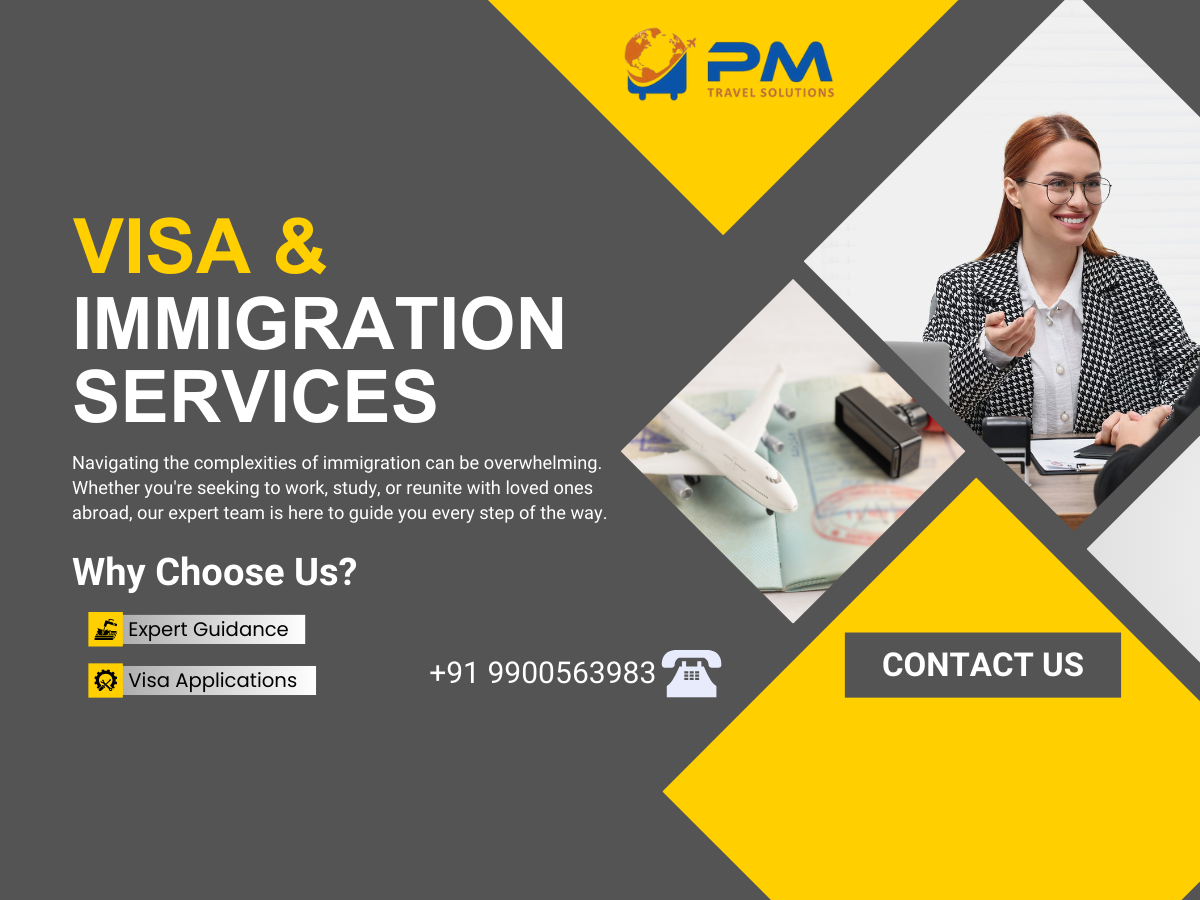 PM
TRAVEL SOLUTIONS
VISA &
IMMIGRATION
SERVICES
Navigating the complexities of immigration can be overwhelming.
Whether you're seeking to work, study, or reunite with loved ones
abroad, our expert team is here to guide you every step of the way.
Why Choose Us?
Expert Guidance
Visa Applications
+91 9900563983
CONTACT US